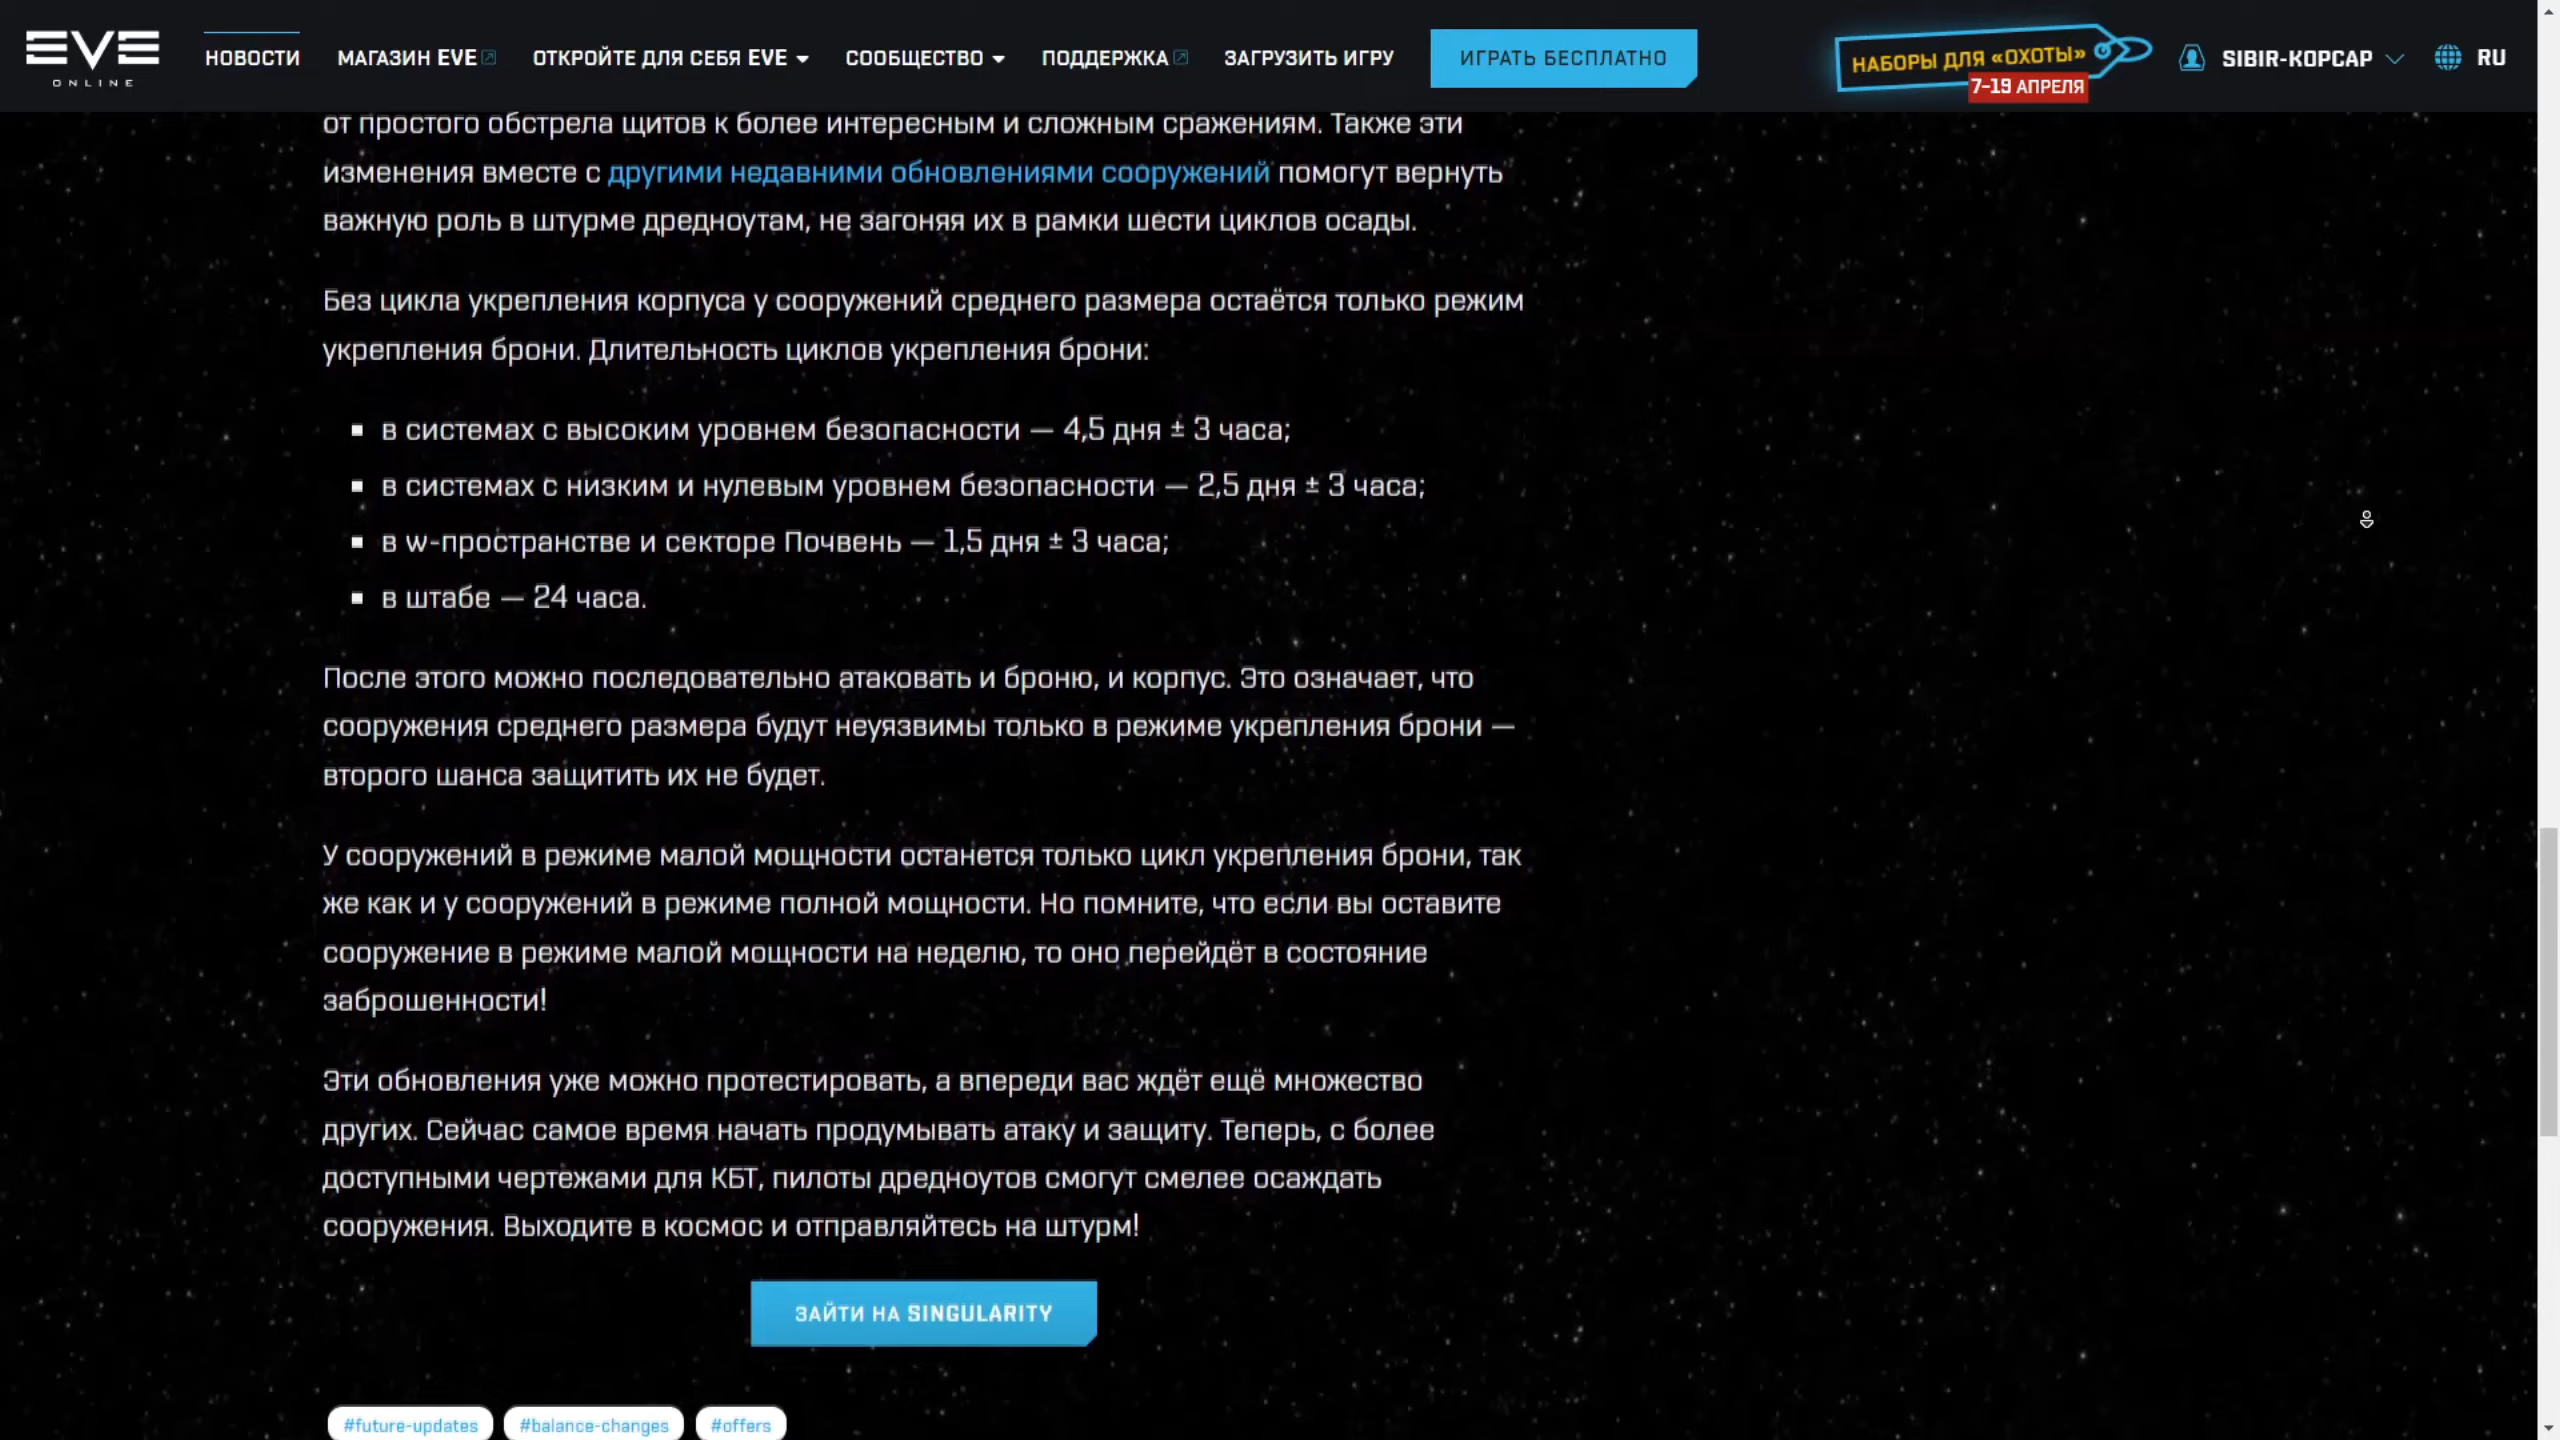 EVE
ONLINE
НОВОСТИ
МАГАЗИН EVE
ОТКРОЙТЕ ДЛЯ СЕБЯ EVE
СООБЩЕСТВО
ПОДДЕРЖКА
ЗАГРУЗИТЬ ИГРУ
ИГРАТЬ БЕСПЛАТНО
НАБОРЫ ДЛЯ «ОХОТЫ»
7–19 АПРЕЛЯ
SIBIR-КОРСАР
RU
от простого обстрела щитов к более интересным и сложным сражениям. Также эти
изменения вместе с другими недавними обновлениями сооружений помогут вернуть
важную роль в штурме дредноутам, не загоняя их в рамки шести циклов осады.
Без цикла укрепления корпуса у сооружений среднего размера остаётся только режим
укрепления брони. Длительность циклов укрепления брони:
в системах с высоким уровнем безопасности — 4,5 дня ± 3 часа;
в системах с низким и нулевым уровнем безопасности — 2,5 дня ± 3 часа;
в w-пространстве и секторе Почвень — 1,5 дня ± 3 часа;
в штабе — 24 часа.
После этого можно последовательно атаковать и броню, и корпус. Это означает, что
сооружения среднего размера будут неуязвимы только в режиме укрепления брони —
второго шанса защитить их не будет.
У сооружений в режиме малой мощности останется только цикл укрепления брони, так
же как и у сооружений в режиме полной мощности. Но помните, что если вы оставите
сооружение в режиме малой мощности на неделю, то оно перейдёт в состояние
заброшенности!
Эти обновления уже можно протестировать, а впереди вас ждёт ещё множество
других. Сейчас самое время начать продумывать атаку и защиту. Теперь, с более
доступными чертежами для КБТ, пилоты дредноутов смогут смелее осаждать
сооружения. Выходите в космос и отправляйтесь на штурм!
ЗАЙТИ НА SINGULARITY
#future-updates
#balance-changes
#offers